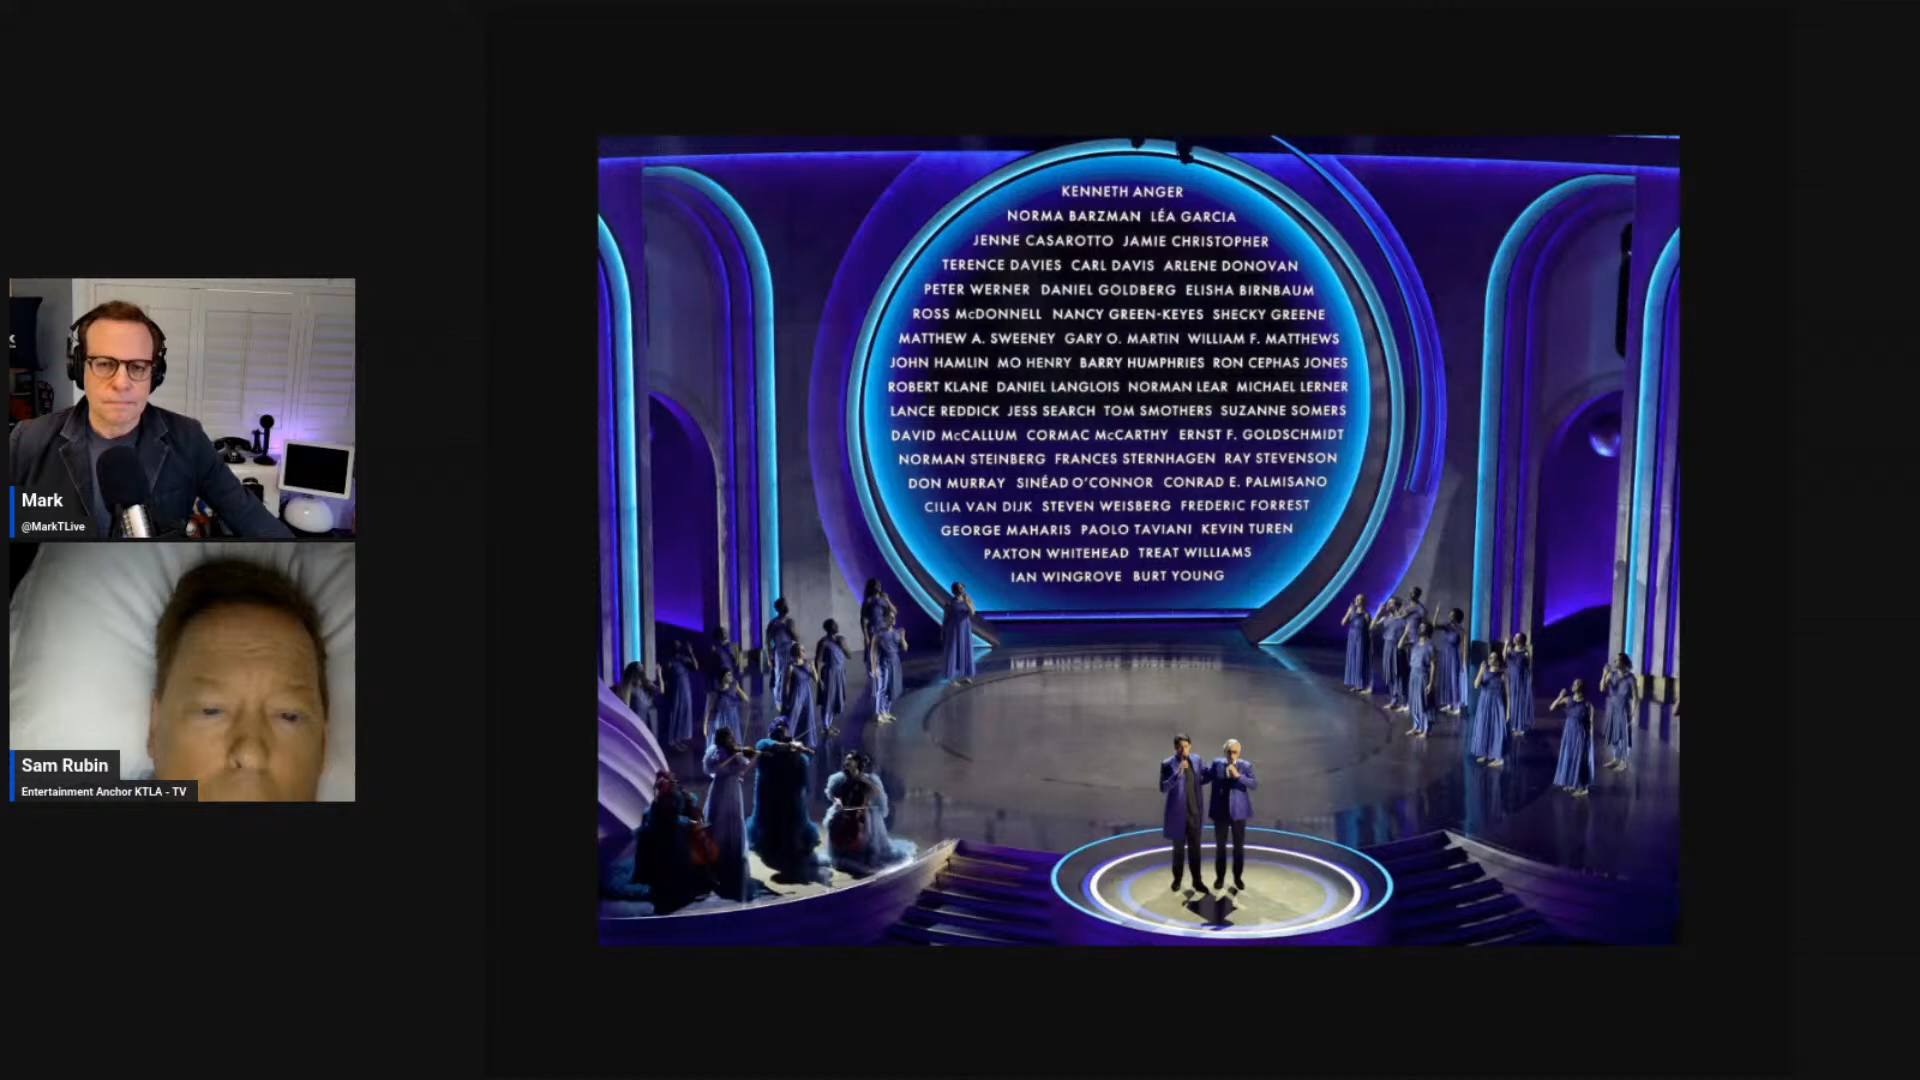 Mark
@MarkTLive
Sam Rubin
Entertainment Anchor KTLA - TV
KENNETH ANGER
NORMA BARZMAN LÉA GARCIA
JENNE CASAROTTO JAMIE CHRISTOPHER
TERENCE DAVIES CARL DAVIS ARLENE DONOVAN
PETER WERNER DANIEL GOLDBERG ELISHA BIRNBAUM
ROSS McDONNELL NANCY GREEN-KEYES SHECKY GREENE
MATTHEW A. SWEENEY GARY O. MARTIN WILLIAM F. MATTHEWS
JOHN HAMLIN MO HENRY BARRY HUMPHRIES RON CEPHAS JONES
ROBERT KLANE DANIEL LANGLOIS NORMAN LEAR MICHAEL LERNER
LANCE REDDICK JESS SEARCH TOM SMOTHERS SUZANNE SOMERS
DAVID McCALLUM CORMAC McCARTHY ERNST F. GOLDSCHMIDT
NORMAN STEINBERG FRANCES STERNHAGEN RAY STEVENSON
DON MURRAY SINÉAD O'CONNOR CONRAD E. PALMISANO
CILIA VAN DIJK STEVEN WEISBERG FREDERIC FORREST
GEORGE MAHARIS PAOLO TAVIANI KEVIN TUREN
PAXTON WHITEHEAD TREAT WILLIAMS
IAN WINGROVE BURT YOUNG